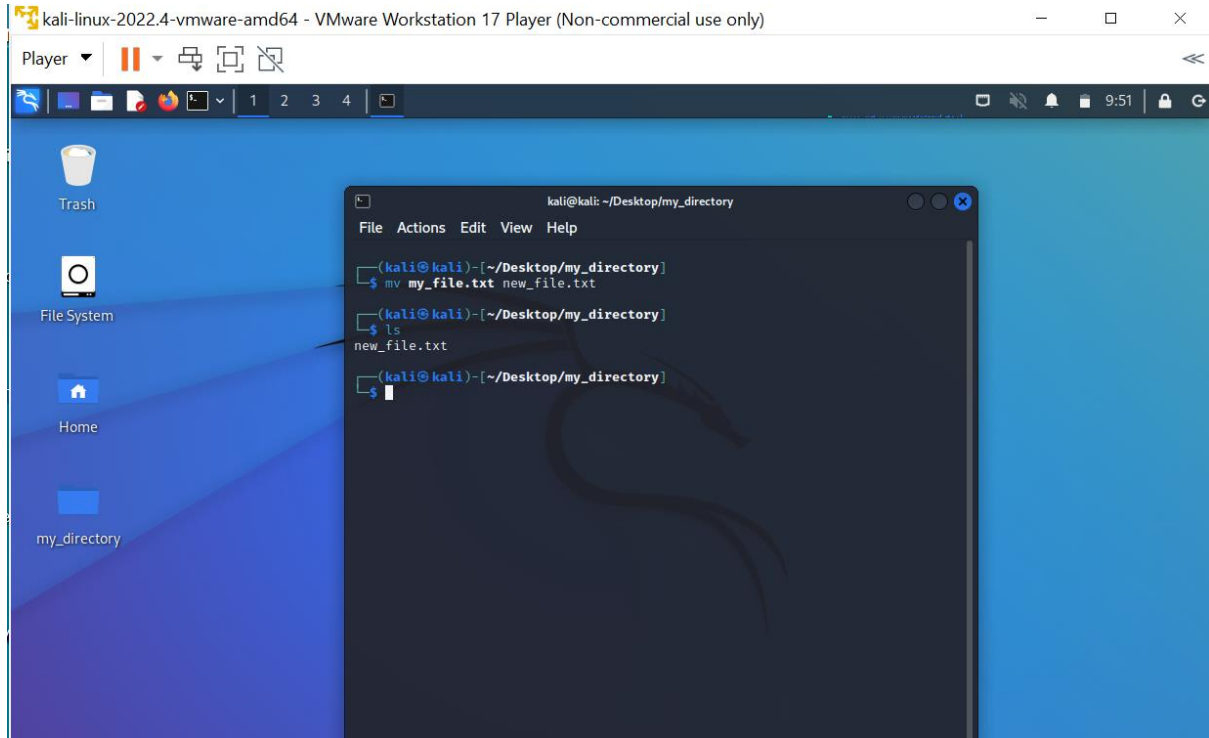 kali-linux-2022.4-vmware-amd64 - VMware Workstation 17 Player (Non-commercial use only)
Player
1 2 3 4
9:51
Trash
File System
Home
my_directory
kali@kali: ~/Desktop/my_directory
File Actions Edit View Help
(kali㉿kali)-[~/Desktop/my_directory]
$ mv my_file.txt new_file.txt
(kali㉿kali)-[~/Desktop/my_directory]
$ ls
new_file.txt
(kali㉿kali)-[~/Desktop/my_directory]
$